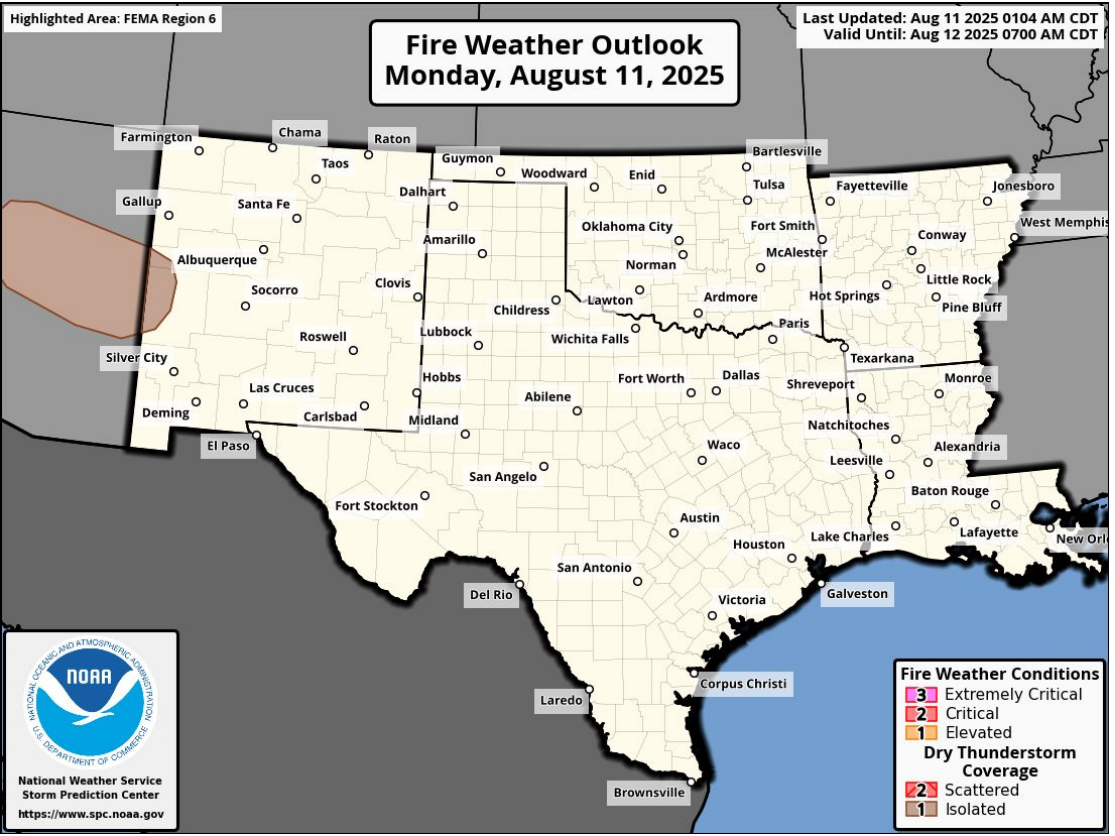 Highlighted Area: FEMA Region 6
Fire Weather Outlook
Monday, August 11, 2025
Last Updated: Aug 11 2025 0104 AM CDT
Valid Until: Aug 12 2025 0700 AM CDT
Farmington
Chama
Raton
Taos
Gallup
Santa Fe
Albuquerque
Socorro
Clovis
Roswell
Silver City
Las Cruces
Deming
Carlsbad
Hobbs
Guymon
Woodward
Enid
Bartlesville
Tulsa
Dalhart
Amarillo
Oklahoma City
Norman
McAlester
Childress
Lawton
Ardmore
Fayetteville
Jonesboro
West Memphis
Fort Smith
Conway
Little Rock
Hot Springs
Pine Bluff
Lubbock
Wichita Falls
Paris
Texarkana
Fort Worth
Dallas
Shreveport
Monroe
Abilene
Midland
Natchitoches
El Paso
San Angelo
Waco
Leesville
Alexandria
Fort Stockton
Austin
Baton Rouge
Houston
Lake Charles
Lafayette
New Orl
San Antonio
Del Rio
Victoria
Galveston
Laredo
Corpus Christi
Brownsville
NATIONAL OCEANIC AND ATMOSPHERIC ADMINISTRATION
NOAA
U.S. DEPARTMENT OF COMMERCE
National Weather Service
Storm Prediction Center
https://www.spc.noaa.gov
Fire Weather Conditions
3 Extremely Critical
2 Critical
1 Elevated
Dry Thunderstorm
Coverage
2 Scattered
1 Isolated